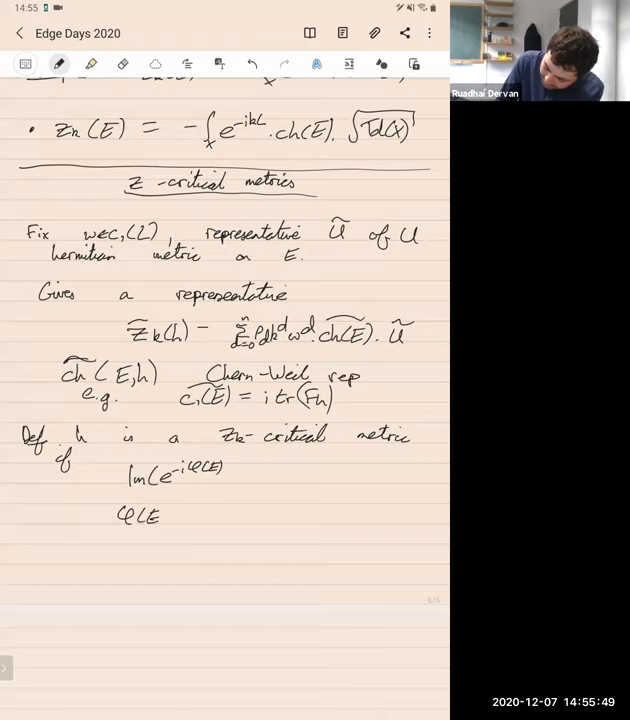 14:55
Edge Days 2020
Ruadhaí Dervan
• Z_k(E) = -∫_X e^{-ikL} . ch(E). √Td(X)
Z-critical metrics
Fix ω ∈ c_1(L), representative Ũ of U
hermitian metric on E.
Gives a representative
Z̃_k(h) - Σ_{d=0}^n ρ_d k^d ω^d . c̃h(E). Ũ
c̃h(E,h) Chern-Weil rep
e.g. c̃_1(E) = i tr(F_h)
Def h is a Z_k-critical metric
if
Im(e^{-iφ(E)}
φ(E
6/6
2020-12-07 14:55:49